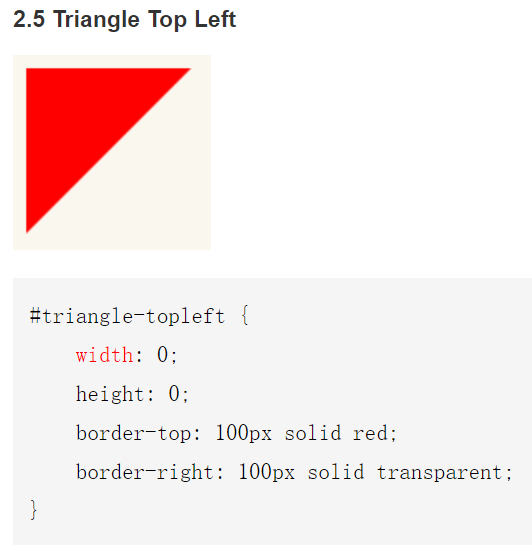 2.5 Triangle Top Left
#triangle-topleft {
width: 0;
height: 0;
border-top: 100px solid red;
border-right: 100px solid transparent;
}